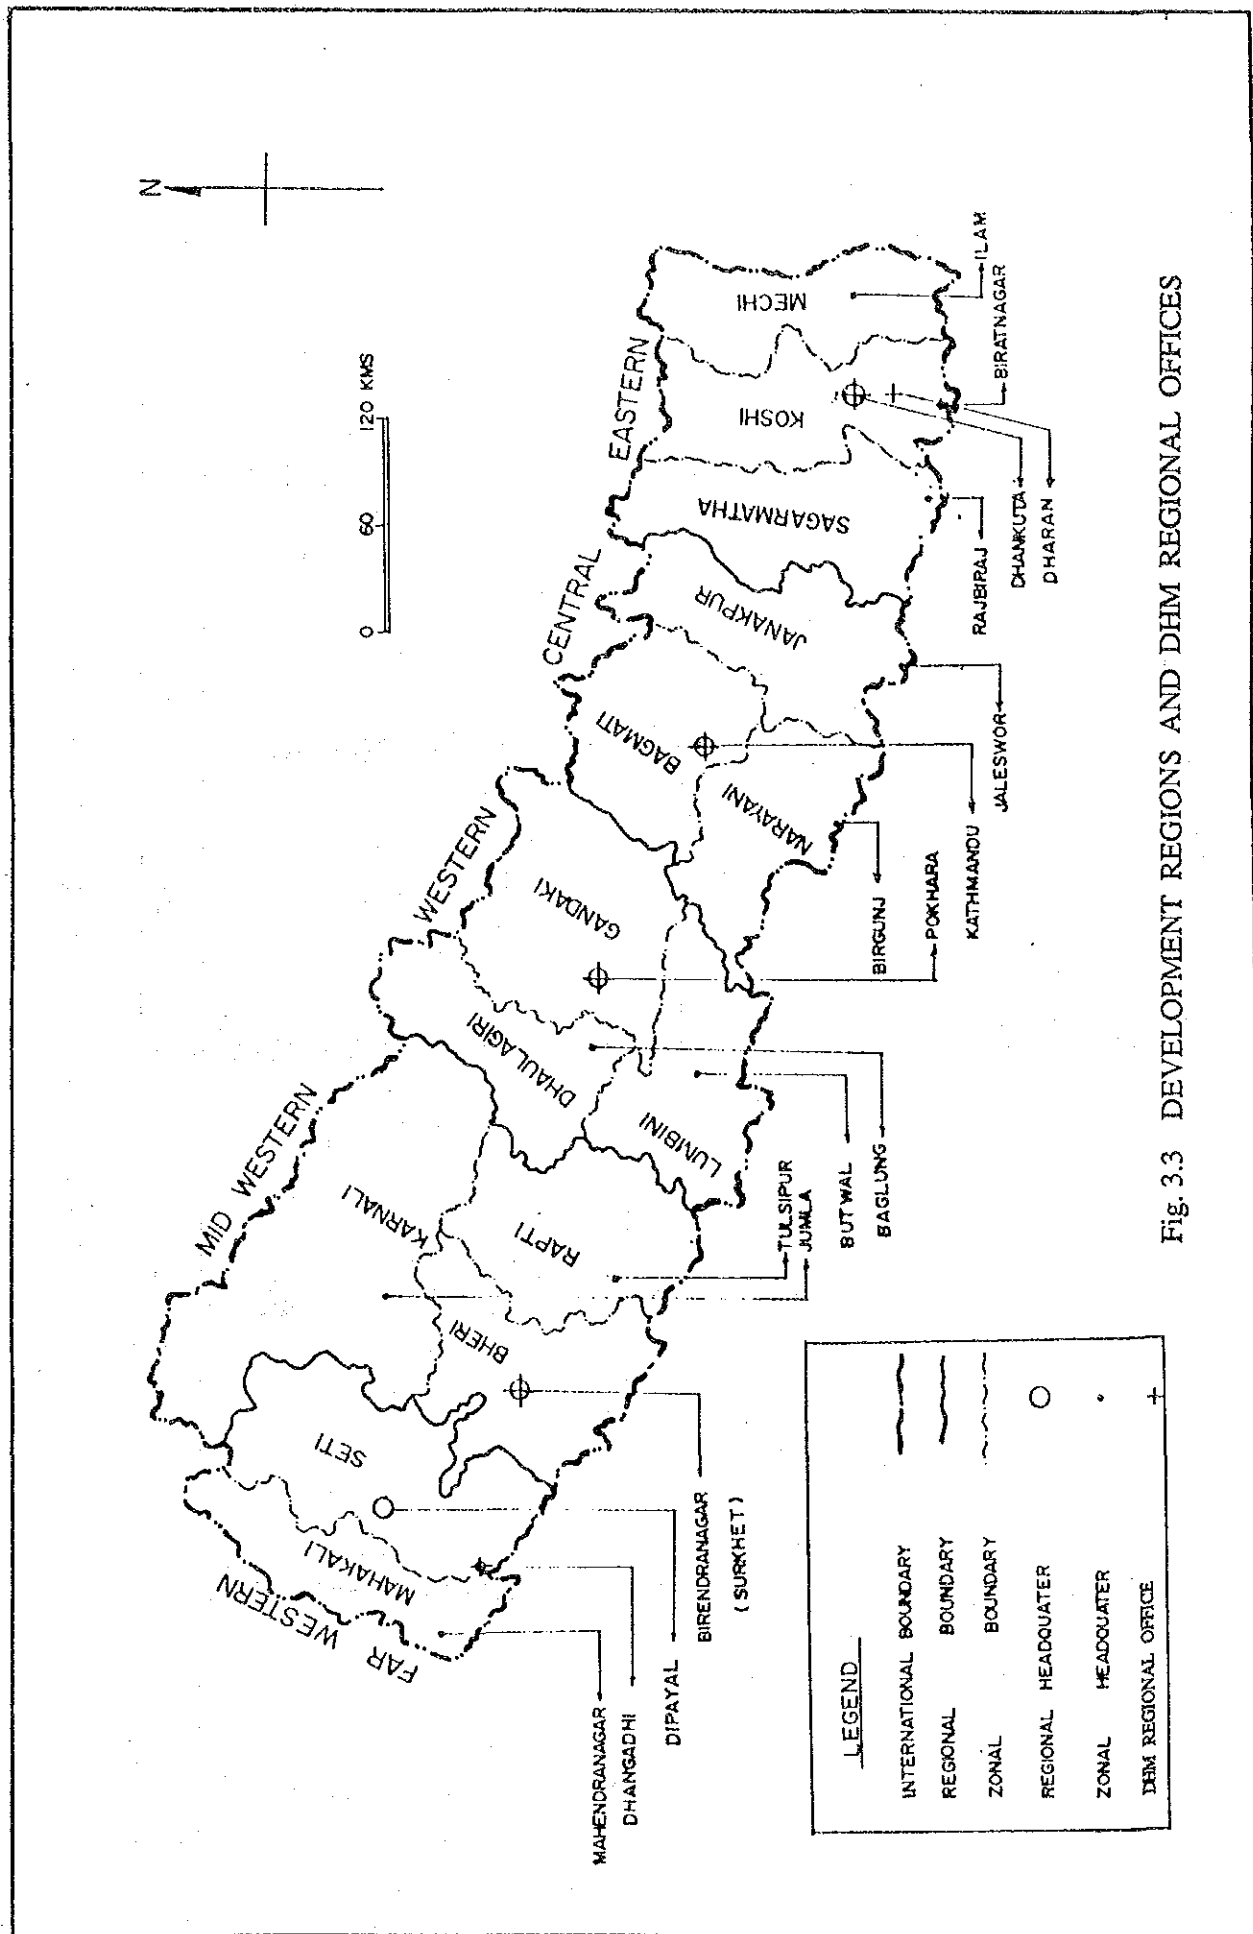 N
0 60 120 KMS
FAR WESTERN
MID WESTERN
WESTERN
CENTRAL
EASTERN
MAHAKALI
SETI
KARNALI
BHERI
RAPTI
DHAULAGIRI
LUMBINI
GANDAKI
BAGMATI
NARAYANI
JANAKPUR
SAGARMATHA
KOSHI
MECHI
MAHENDRANAGAR
DHANGADHI
DIPAYAL
BIRENDRANAGAR
(SURKHET)
TULSIPUR
JUMLA
BUTWAL
BAGLUNG
BIRGUNJ
POKHARA
KATHMANDU
JALESWOR
RAJBIRAJ
DHANKUTA
DHARAN
BIRATNAGAR
ILAM
LEGEND
INTERNATIONAL BOUNDARY
REGIONAL BOUNDARY
ZONAL BOUNDARY
REGIONAL HEADQUATER
ZONAL HEADQUATER
DHM REGIONAL OFFICE
Fig. 3.3 DEVELOPMENT REGIONS AND DHM REGIONAL OFFICES